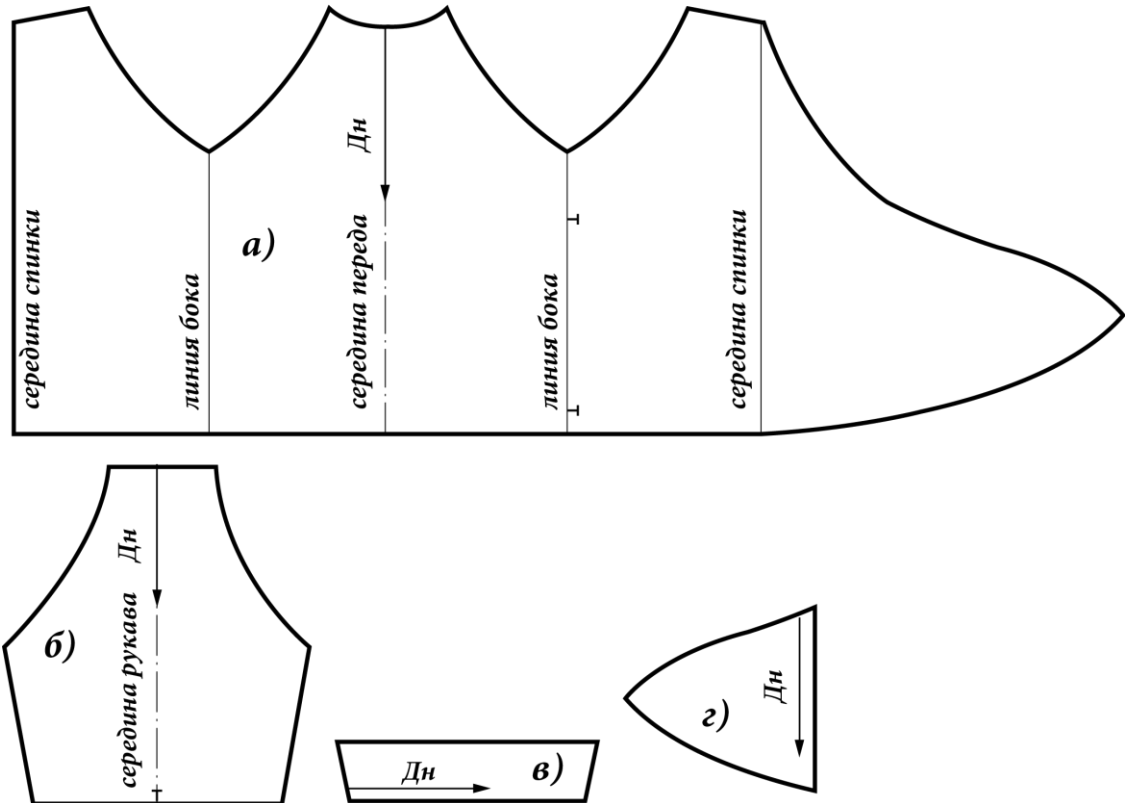 середина спинки
линия бока
а)
Дн
середина переда
линия бока
середина спинки
б)
Дн
середина рукава
Дн
в)
г)
Дн